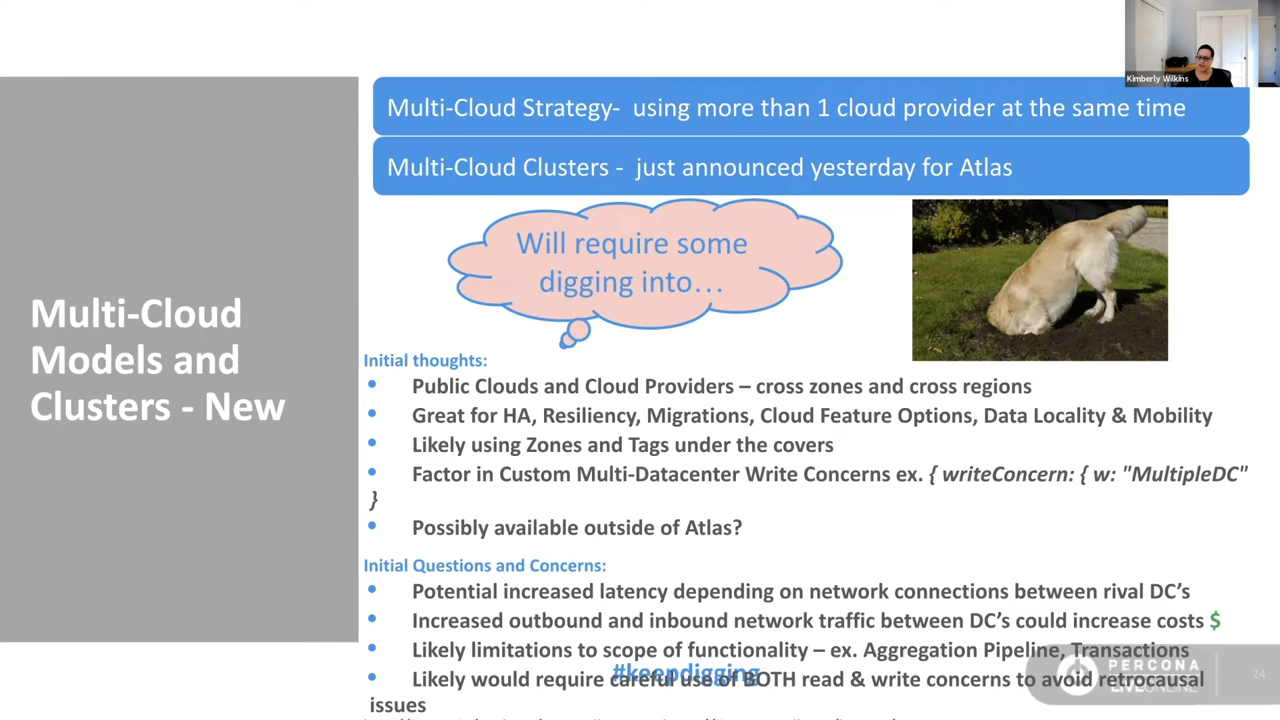 Kimberly Wilkins
Multi-Cloud Strategy- using more than 1 cloud provider at the same time
Multi-Cloud Clusters - just announced yesterday for Atlas
Will require some
digging into…
Multi-Cloud
Models and
Clusters - New
Initial thoughts:
• Public Clouds and Cloud Providers – cross zones and cross regions
• Great for HA, Resiliency, Migrations, Cloud Feature Options, Data Locality & Mobility
• Likely using Zones and Tags under the covers
• Factor in Custom Multi-Datacenter Write Concerns ex. { writeConcern: { w: "MultipleDC"
}
• Possibly available outside of Atlas?
Initial Questions and Concerns:
• Potential increased latency depending on network connections between rival DC's
• Increased outbound and inbound network traffic between DC's could increase costs $
• Likely limitations to scope of functionality – ex. Aggregation Pipeline, Transactions
#keepdigging
• Likely would require careful use of BOTH read & write concerns to avoid retrocausal
issues
PERCONA
LIVEONLINE
24